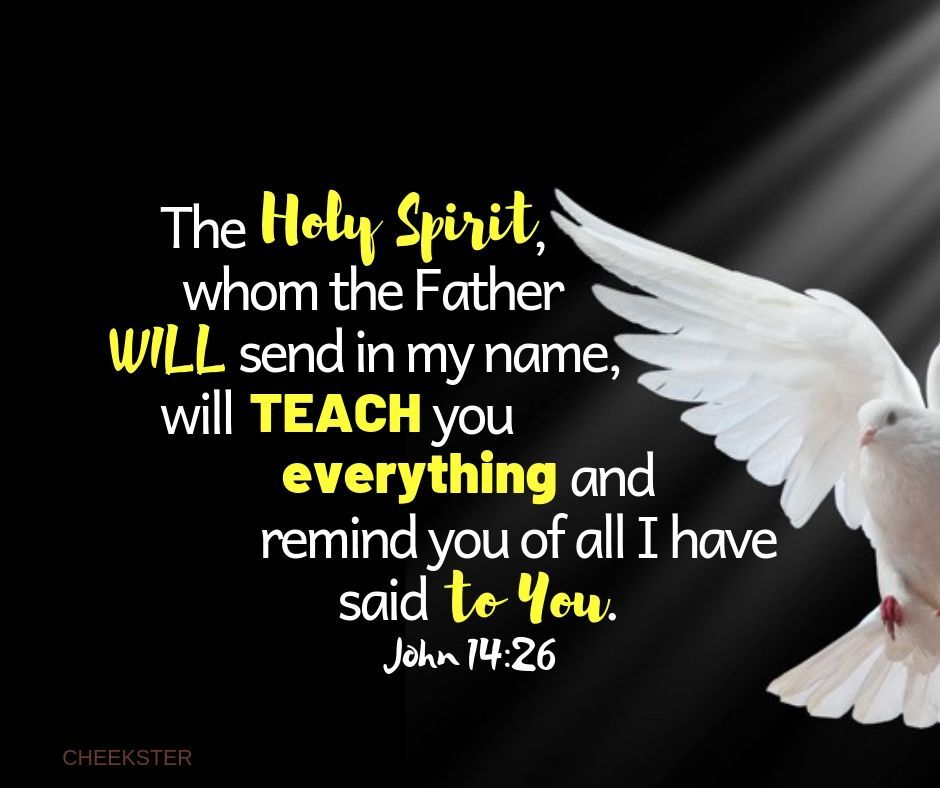 The Holy Spirit,
whom the Father
WILL send in my name,
will TEACH you
everything and
remind you of all I have
said to You.
John 14:26
CHEEKSTER